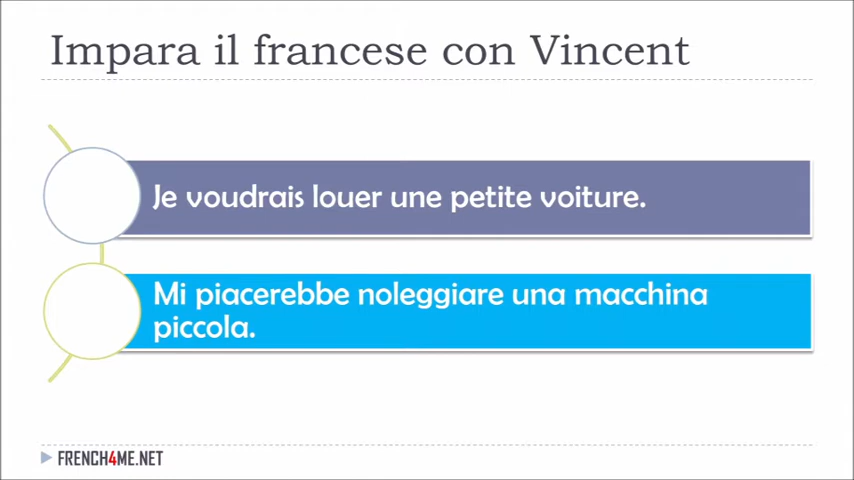 Impara il francese con Vincent
Je voudrais louer une petite voiture.
Mi piacerebbe noleggiare una macchina
piccola.
FRENCH4ME.NET